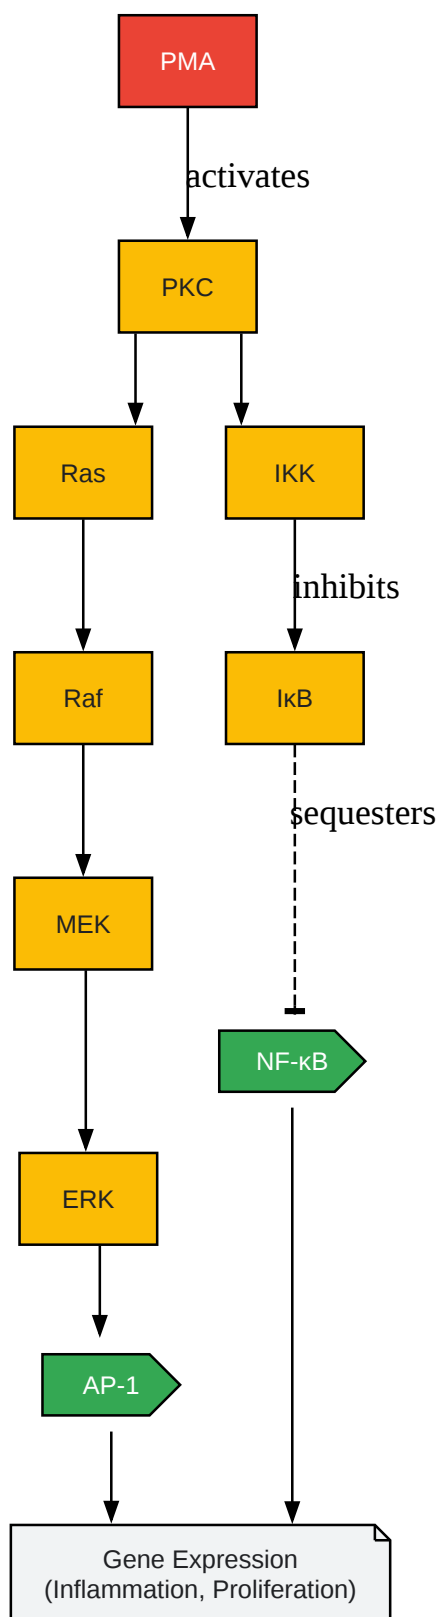 PMA
activates
PKC
Ras
IKK
inhibits
Raf
IκB
sequesters
MEK
NF-κB
ERK
AP-1
Gene Expression
(Inflammation, Proliferation)